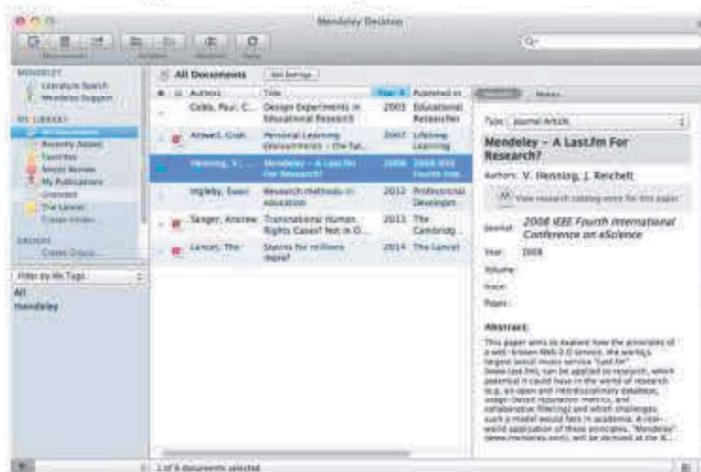 Mendeley Desktop
MENDELEY
Literature Search
Mendeley Suggest
MY LIBRARY
All Documents
Recently Added
Favorites
Needs Review
My Publications
Unsorted
The Lancet
Create Folder...
GROUPS
Create Group...
Filter by My Tags
All
mendeley
All Documents Edit Settings
Authors Title Year Published In
Cobb, Paul, C... Design Experiments in Educational Research 2003 Educational Researcher
Attwell, Grah... Personal Learning Environments - the fut... 2007 Lifelong Learning
Henning, V., ... Mendeley - A Last.fm For Research? 2008 2008 IEEE Fourth Inte...
Ingleby, Ewan Research methods in education 2012 Professional Developm...
Sanger, Andrew Transnational Human Rights Cases? Not in O... 2013 The Cambridg...
Lancet, The Statins for millions more? 2014 The Lancet
Details Notes
Type: Journal Article
Mendeley – A Last.fm For
Research?
Authors: V. Henning, J. Reichelt
View research catalog entry for this paper
Journal: 2008 IEEE Fourth International
Conference on eScience
Year: 2008
Volume:
Issue:
Pages:
Abstract:
This paper aims to explore how the principles of
a well-known Web 2.0 service, the world¿s
largest social music service "Last.fm"
(www.last.fm), can be applied to research, which
potential it could have in the world of research
(e.g. an open and interdisciplinary database,
usage-based reputation metrics, and
collaborative filtering) and which challenges
such a model would face in academia. A real-
world application of these principles, "Mendeley"
(www.mendeley.com), will be demoed at the
1 of 6 documents selected